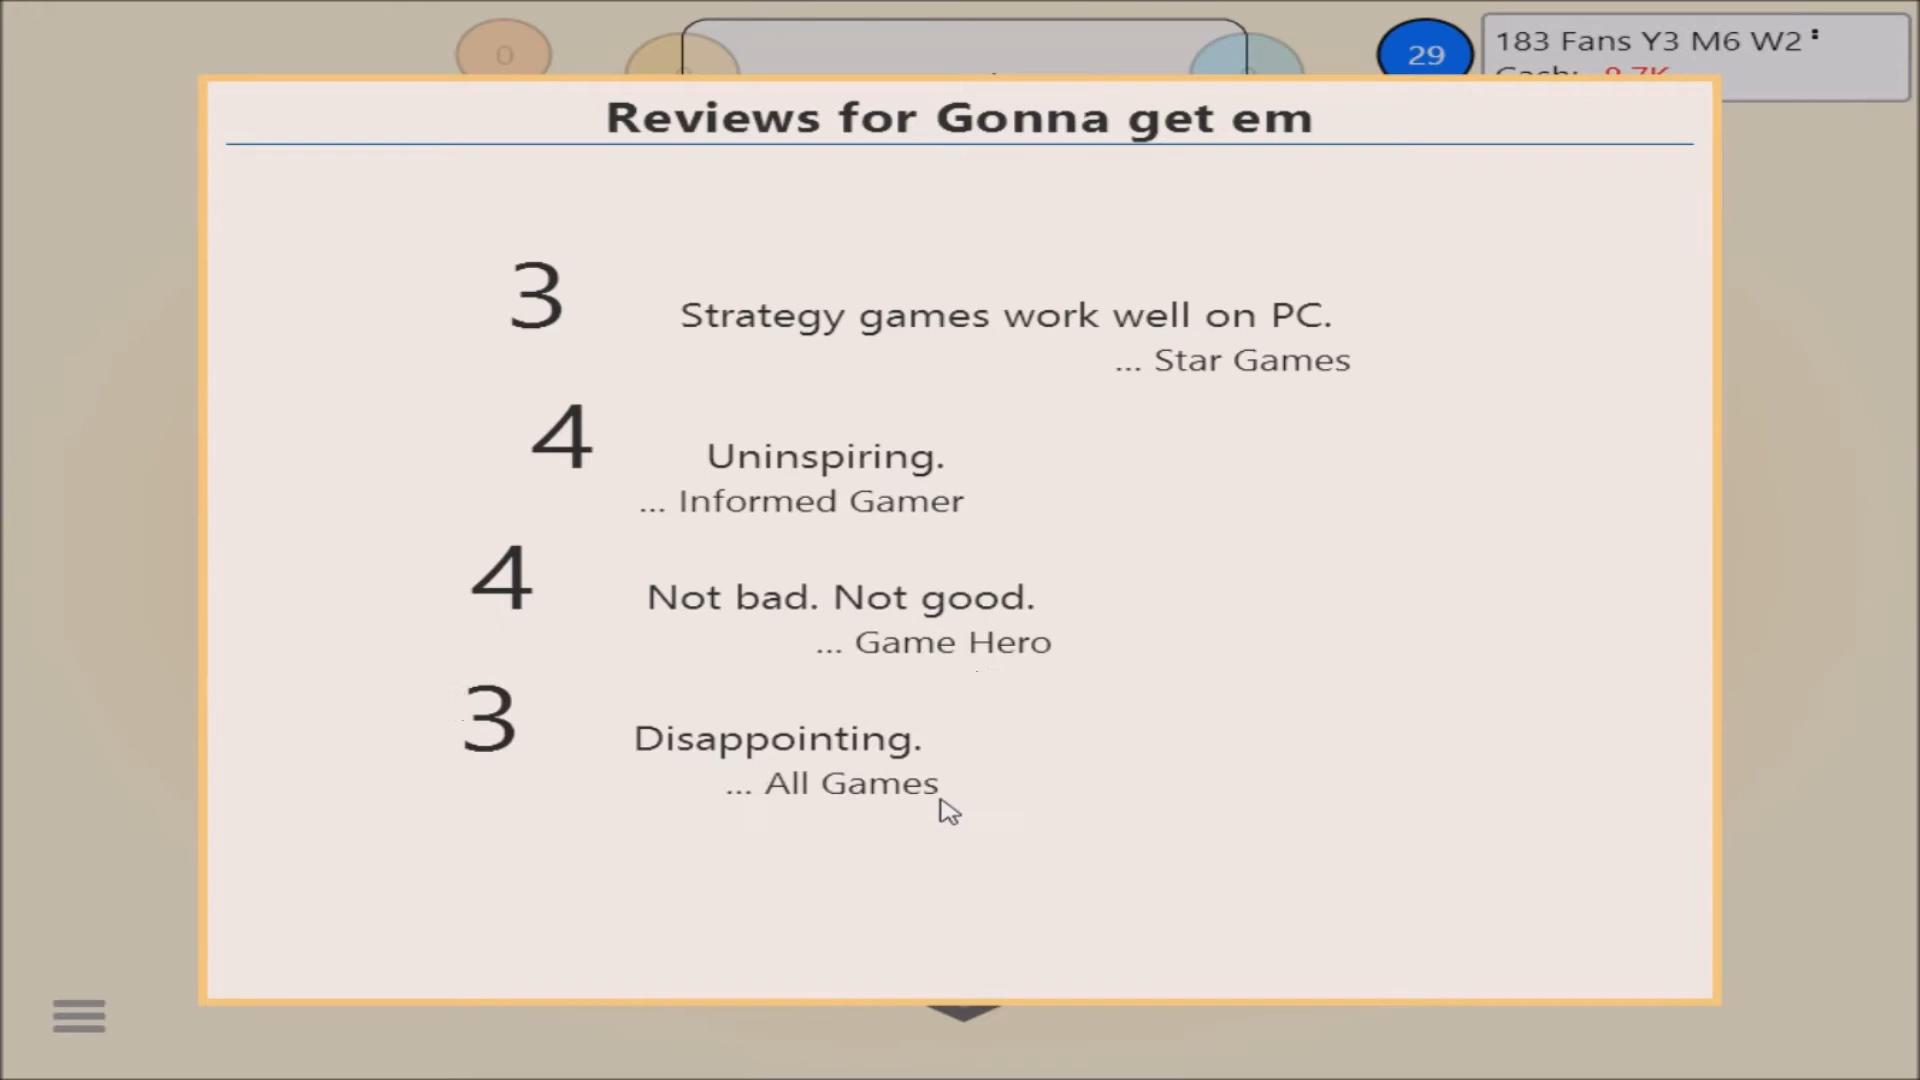 0
29
183 Fans Y3 M6 W2
Reviews for Gonna get em
3
Strategy games work well on PC.
... Star Games
4
Uninspiring.
... Informed Gamer
4
Not bad. Not good.
... Game Hero
3
Disappointing.
... All Games